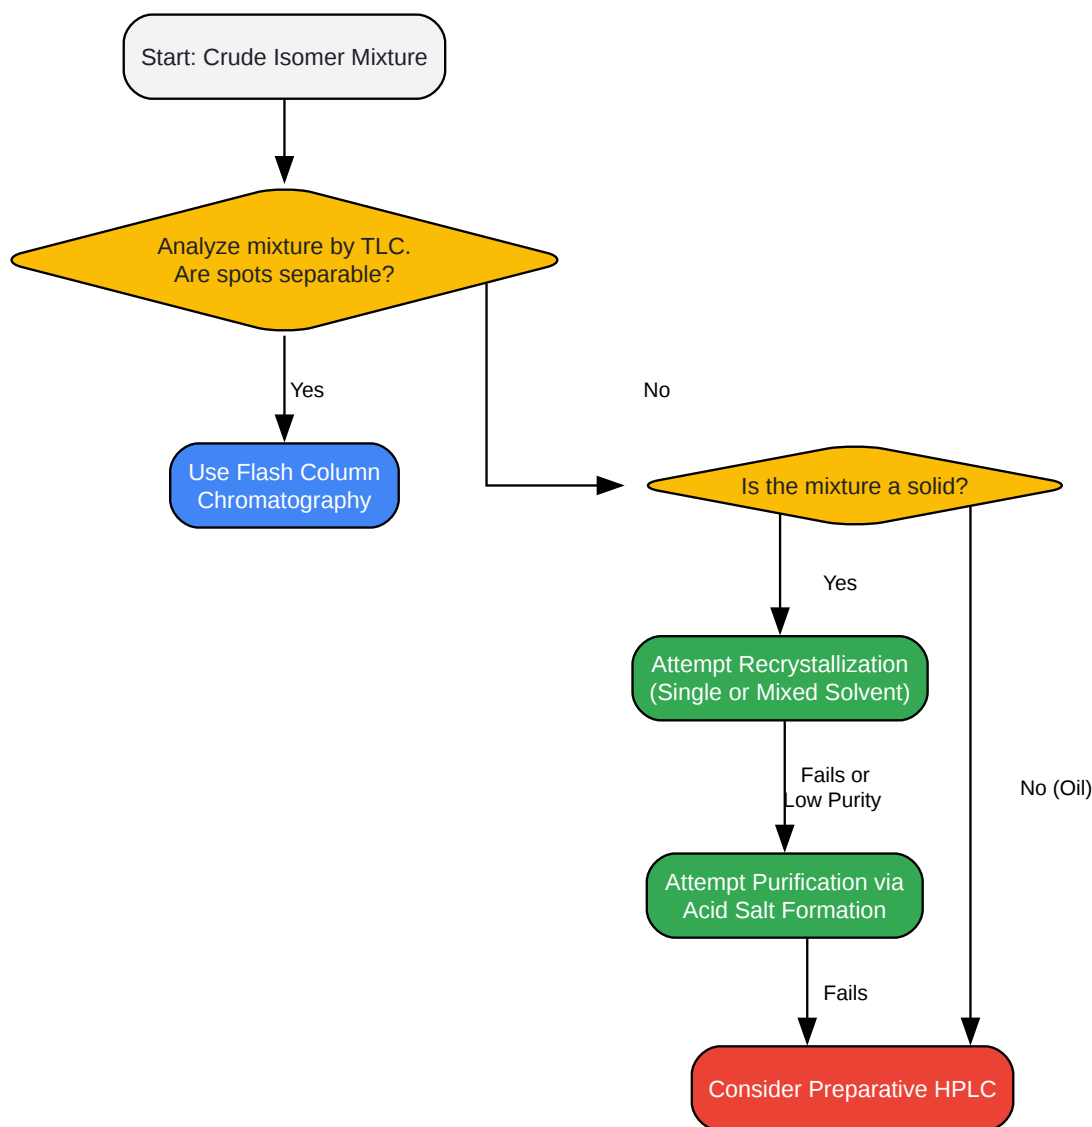 Start: Crude Isomer Mixture
Analyze mixture by TLC.
Are spots separable?
Yes
No
Use Flash Column
Chromatography
Is the mixture a solid?
Yes
Attempt Recrystallization
(Single or Mixed Solvent)
Fails or
Low Purity
No (Oil)
Attempt Purification via
Acid Salt Formation
Fails
Consider Preparative HPLC